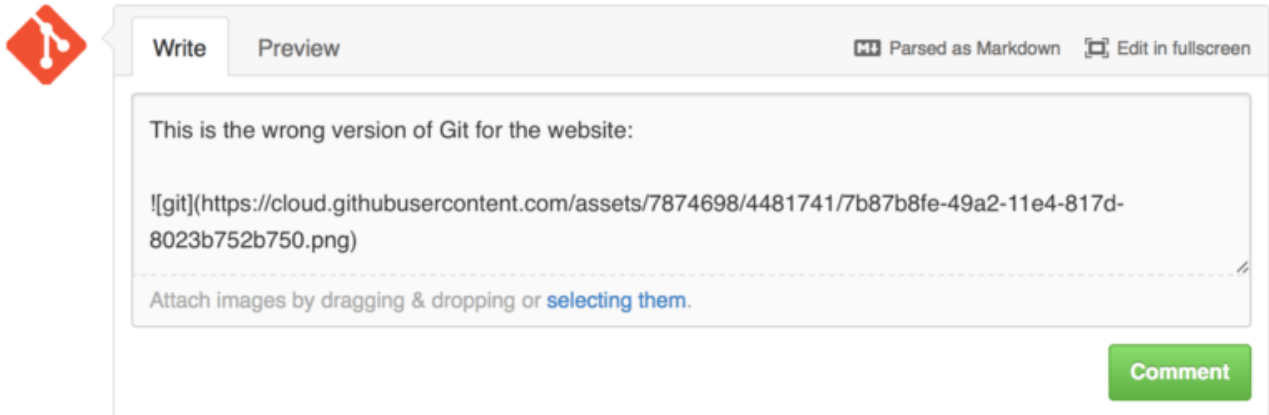 Write Preview Parsed as Markdown Edit in fullscreen
This is the wrong version of Git for the website:
![git](https://cloud.githubusercontent.com/assets/7874698/4481741/7b87b8fe-49a2-11e4-817d-
8023b752b750.png)
Attach images by dragging & dropping or selecting them.
Comment